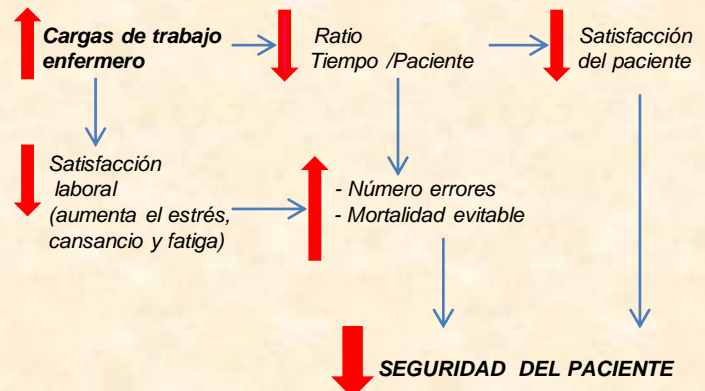 Cargas de trabajo
enfermero
Ratio
Tiempo /Paciente
Satisfacción
del paciente
Satisfacción
laboral
(aumenta el estrés,
cansancio y fatiga)
- Número errores
- Mortalidad evitable
SEGURIDAD DEL PACIENTE